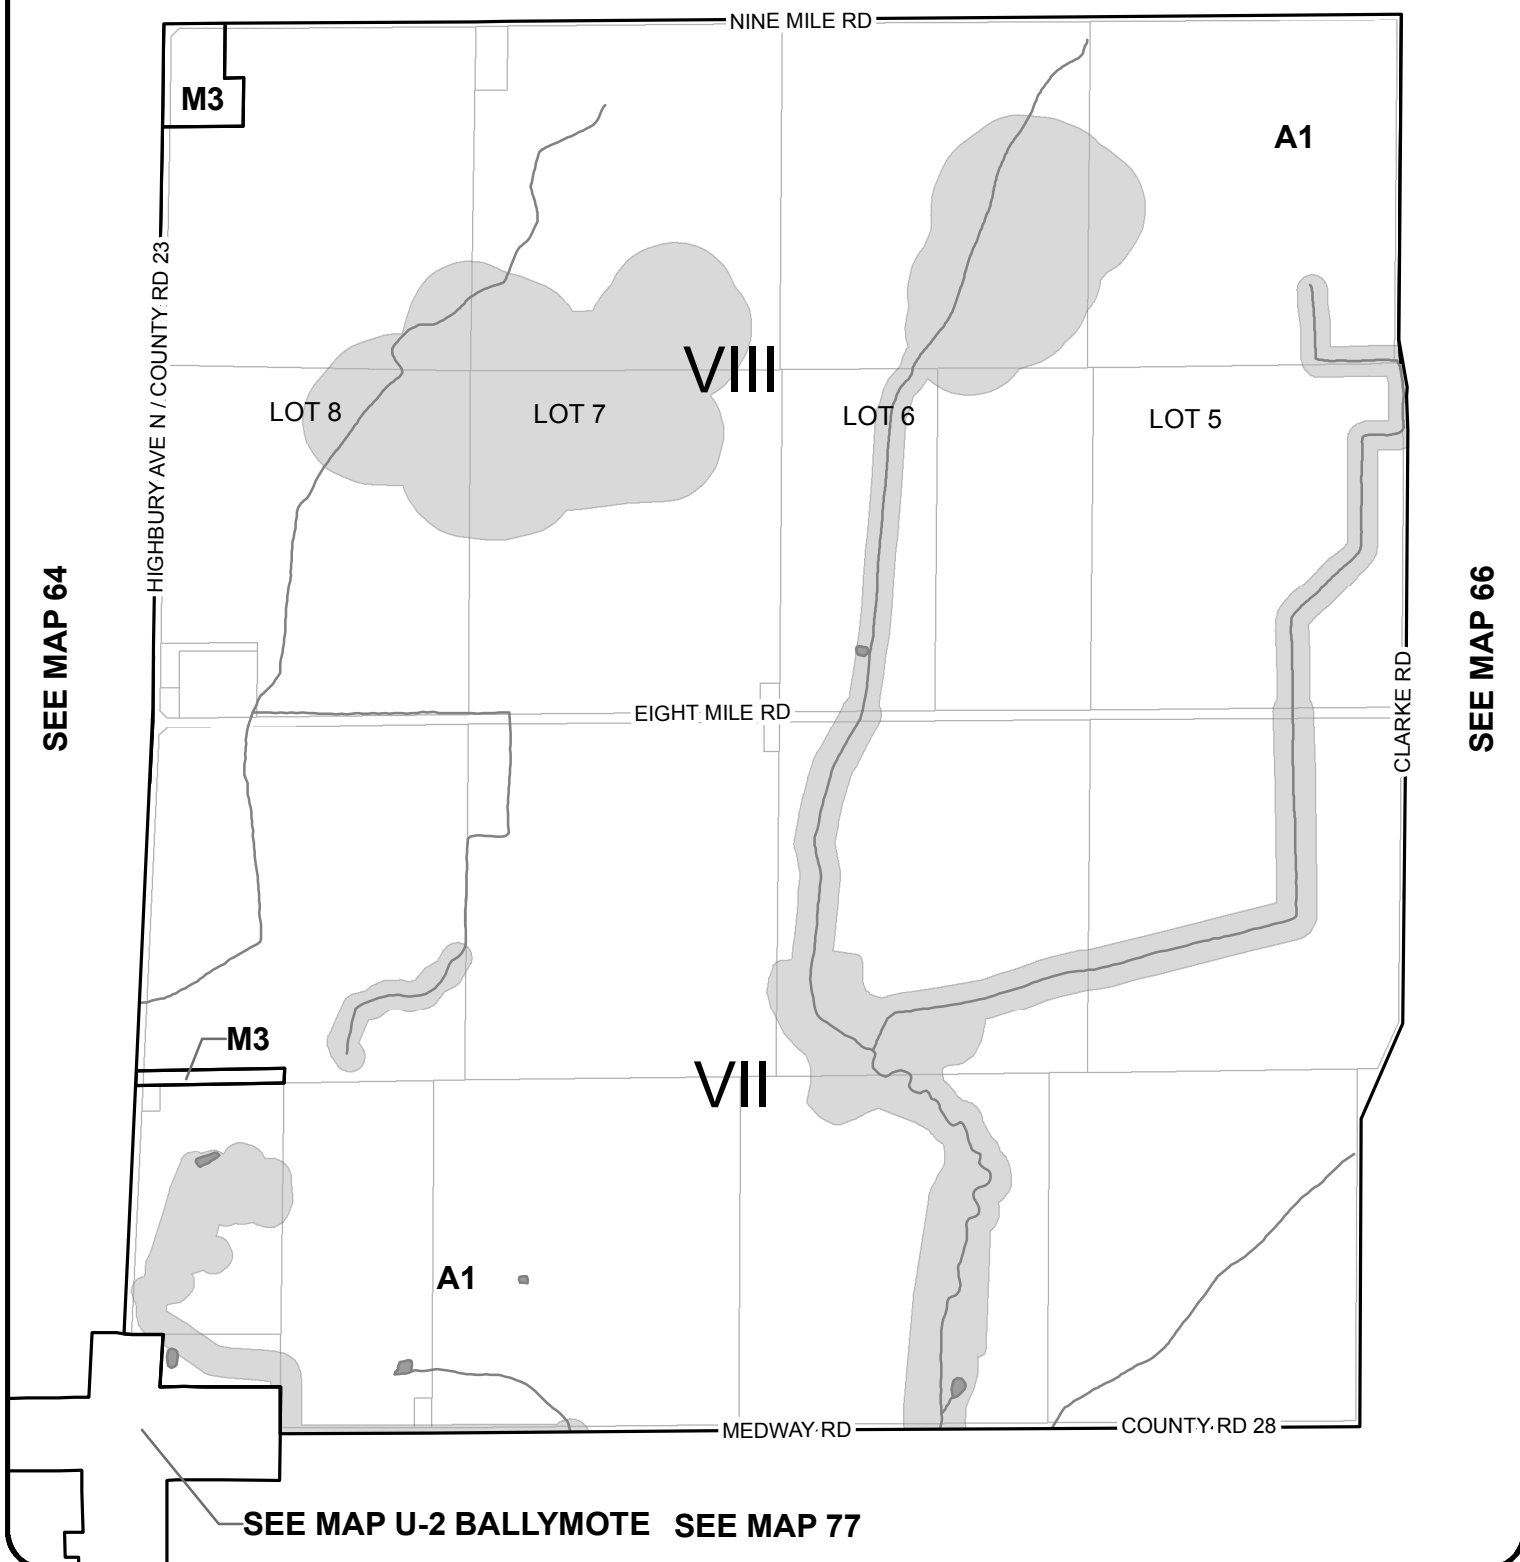 NINE MILE RD
M3
A1
HIGHBURY AVE N / COUNTY RD 23
VIII
LOT 8
LOT 7
LOT 6
LOT 5
SEE MAP 64
SEE MAP 66
CLARKE RD
EIGHT MILE RD
M3
VII
A1
MEDWAY RD
COUNTY RD 28
SEE MAP U-2 BALLYMOTE
SEE MAP 77